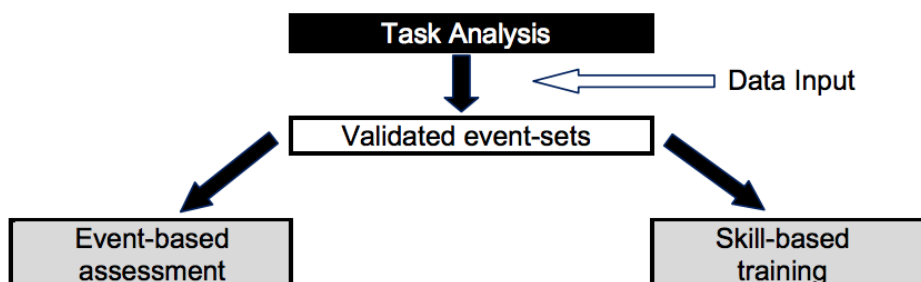 Task Analysis
Data Input
Validated event-sets
Event-based
assessment
Skill-based
training